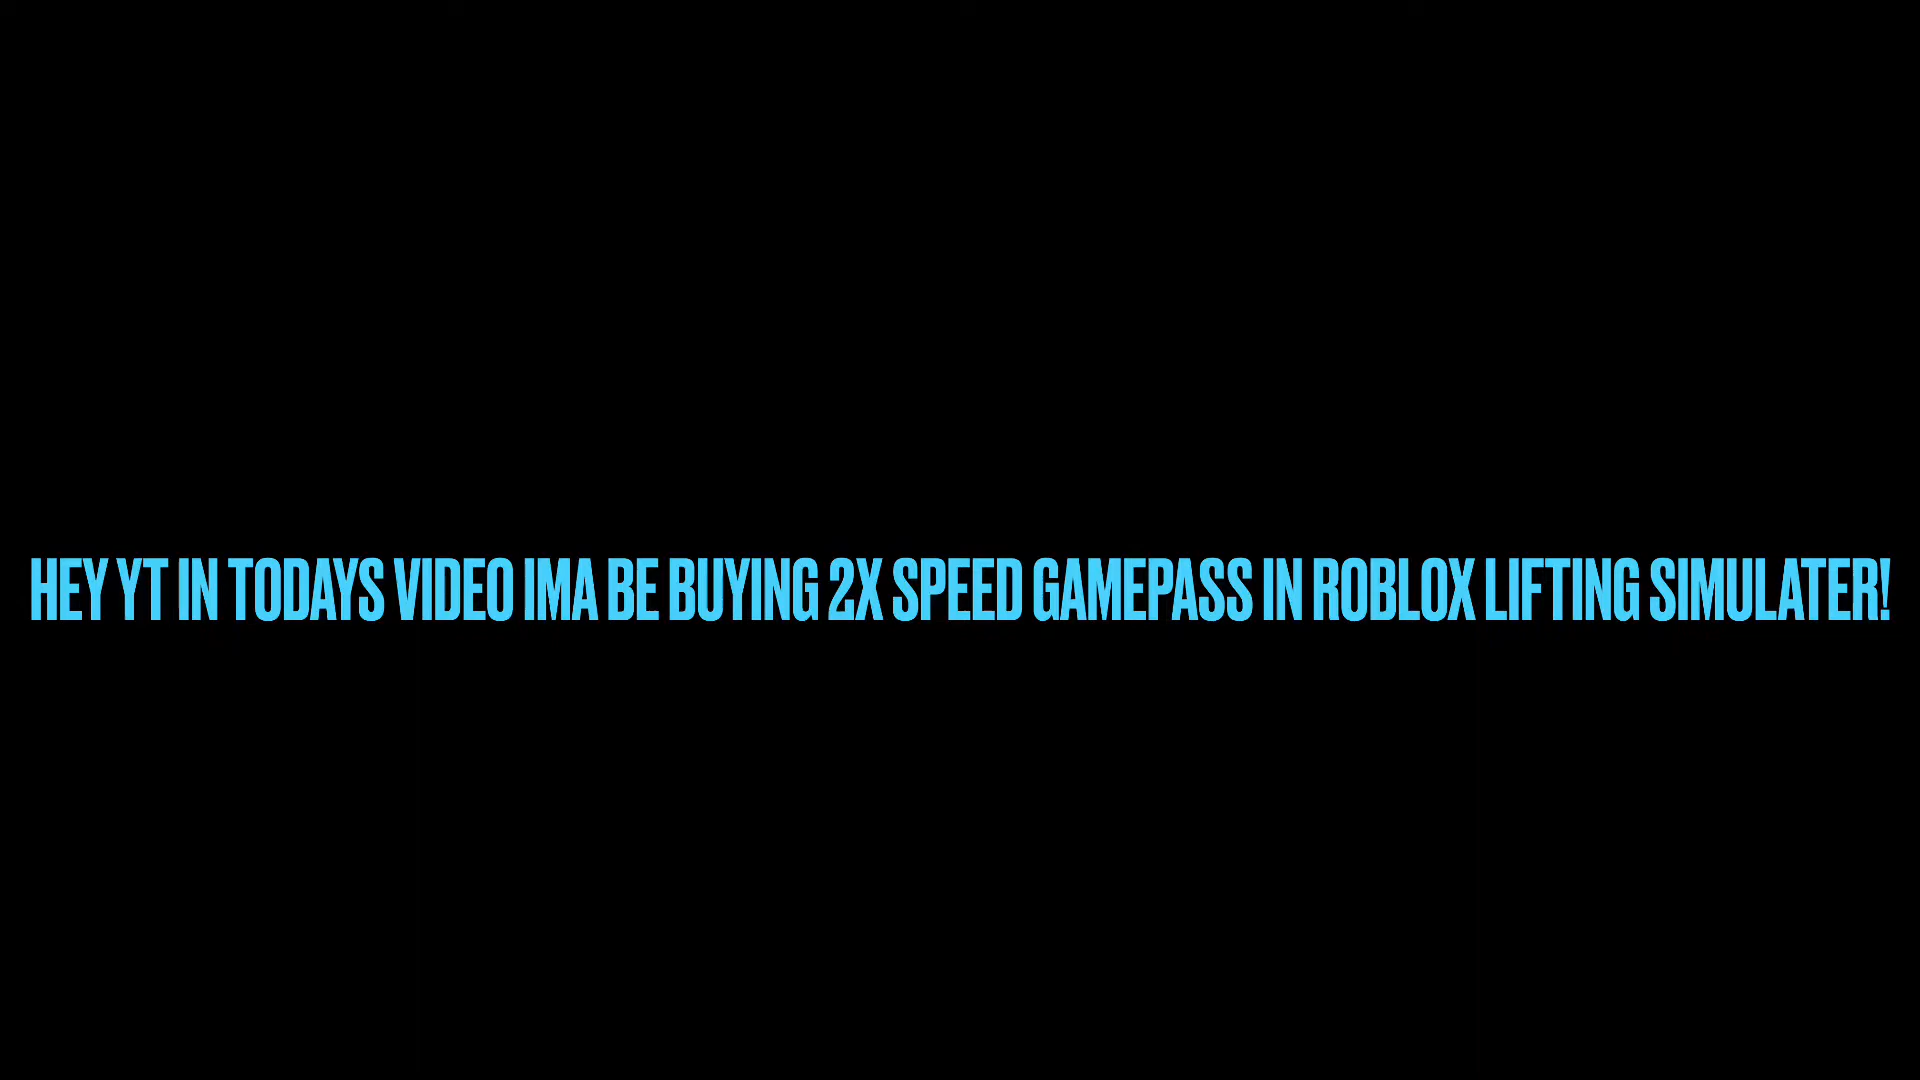 HEY YT IN TODAYS VIDEO IMA BE BUYING 2X SPEED GAMEPASS IN ROBLOX LIFTING SIMULATER!